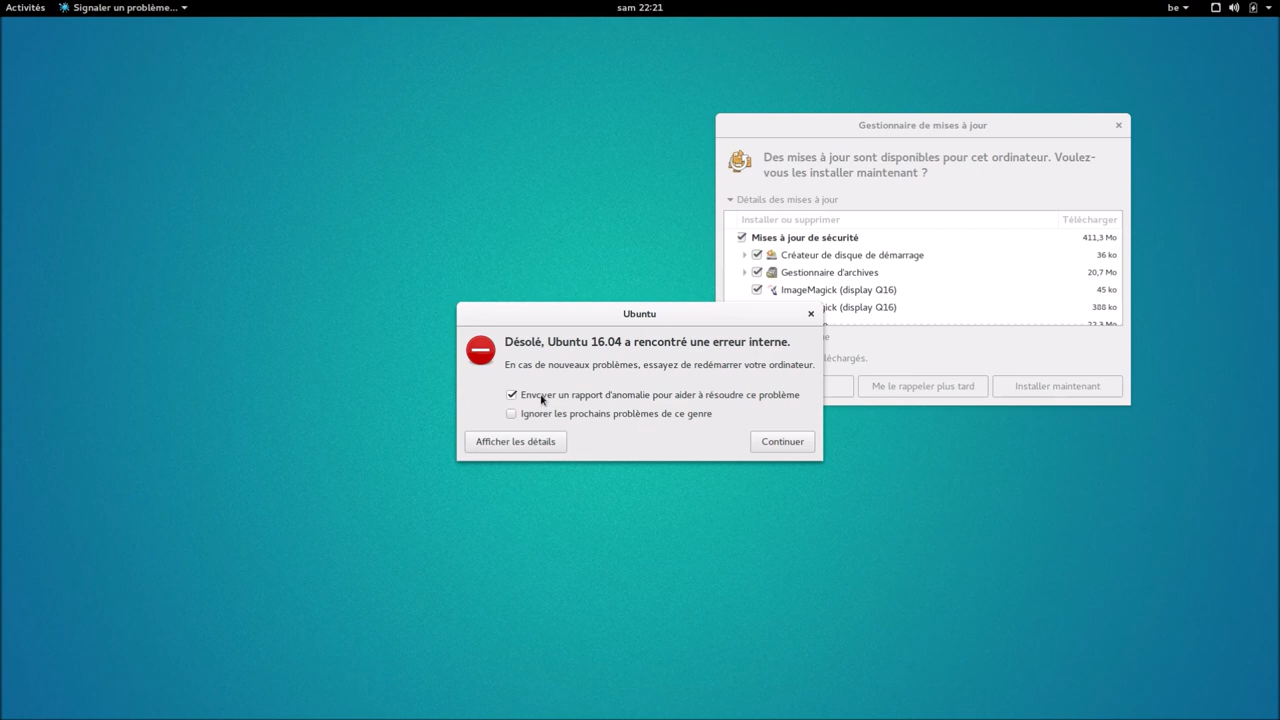 Activités
Signaler un problème...
sam 22:21
be
Gestionnaire de mises à jour
Des mises à jour sont disponibles pour cet ordinateur. Voulez-
vous les installer maintenant ?
Détails des mises à jour
Installer ou supprimer Télécharger
Mises à jour de sécurité 411,3 Mo
Créateur de disque de démarrage 36 ko
Gestionnaire d'archives 20,7 Mo
ImageMagick (display Q16) 45 ko
gick (display Q16) 388 ko
Me le rappeler plus tard
Installer maintenant
Ubuntu
Désolé, Ubuntu 16.04 a rencontré une erreur interne.
En cas de nouveaux problèmes, essayez de redémarrer votre ordinateur.
Envoyer un rapport d'anomalie pour aider à résoudre ce problème
Ignorer les prochains problèmes de ce genre
Afficher les détails
Continuer